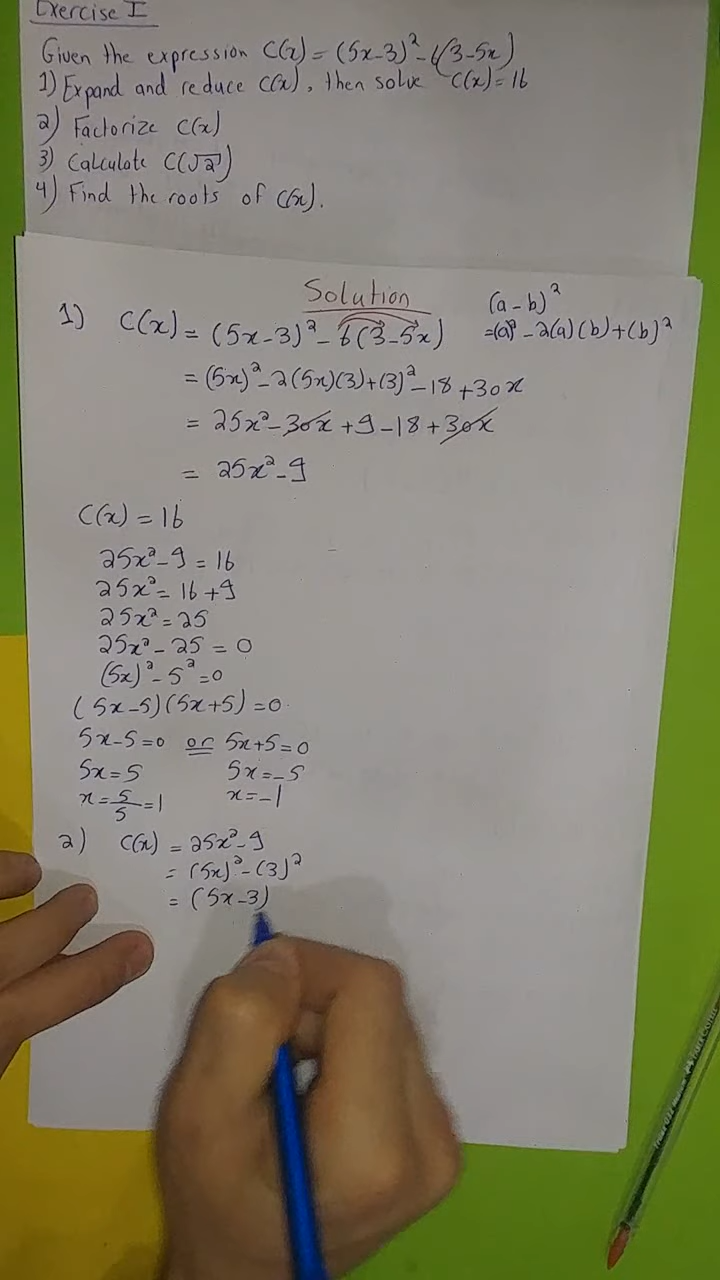 Exercise I
Given the expression C(x) = (5x-3)² - 6(3-5x)
1) Expand and reduce C(x), then solve C(x)=16
2) Factorize C(x)
3) Calculate C(√2)
4) Find the roots of C(x).
Solution
1) C(x) = (5x-3)² - 6(3-5x)
(a-b)²
=(a)² - 2(a)(b)+(b)²
= (5x)² - 2(5x)(3)+(3)² - 18 + 30x
= 25x² - 30x + 9 - 18 + 30x
= 25x² - 9
C(x) = 16
25x² - 9 = 16
25x² = 16 + 9
25x² = 25
25x² - 25 = 0
(5x)² - 5² = 0
(5x-5)(5x+5) = 0
5x-5=0 or 5x+5=0
5x=5 5x=-5
x=5/5=1 x=-1
2) C(x) = 25x² - 9
= (5x)² - (3)²
= (5x-3)